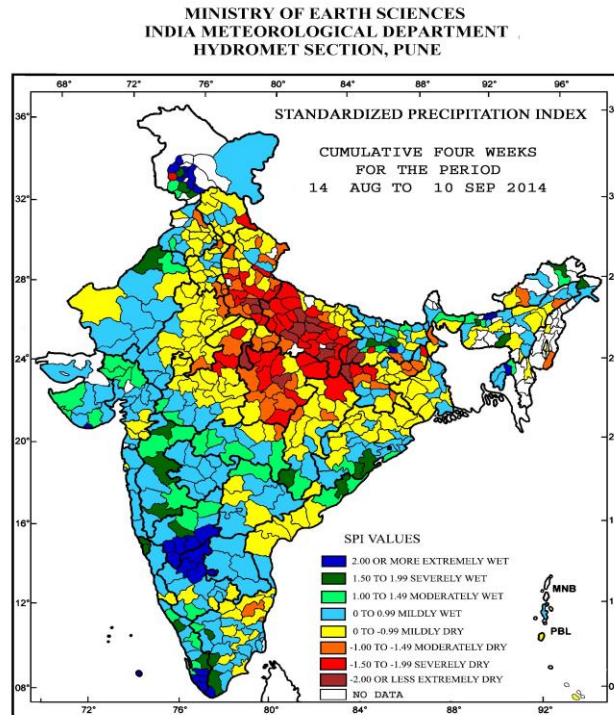 MINISTRY OF EARTH SCIENCES
INDIA METEOROLOGICAL DEPARTMENT
HYDROMET SECTION, PUNE
68° 72° 76° 80° 84° 88° 92° 96°
STANDARDIZED PRECIPITATION INDEX
CUMULATIVE FOUR WEEKS
FOR THE PERIOD
14 AUG TO 10 SEP 2014
36°
32°
28°
24°
20°
16°
12°
08°
SPI VALUES
2.00 OR MORE EXTREMELY WET
1.50 TO 1.99 SEVERELY WET
1.00 TO 1.49 MODERATELY WET
0 TO 0.99 MILDLY WET
0 TO -0.99 MILDLY DRY
-1.00 TO -1.49 MODERATELY DRY
-1.50 TO -1.99 SEVERELY DRY
-2.00 OR LESS EXTREMELY DRY
NO DATA
MNB
PBL
72° 76° 80° 84° 92°